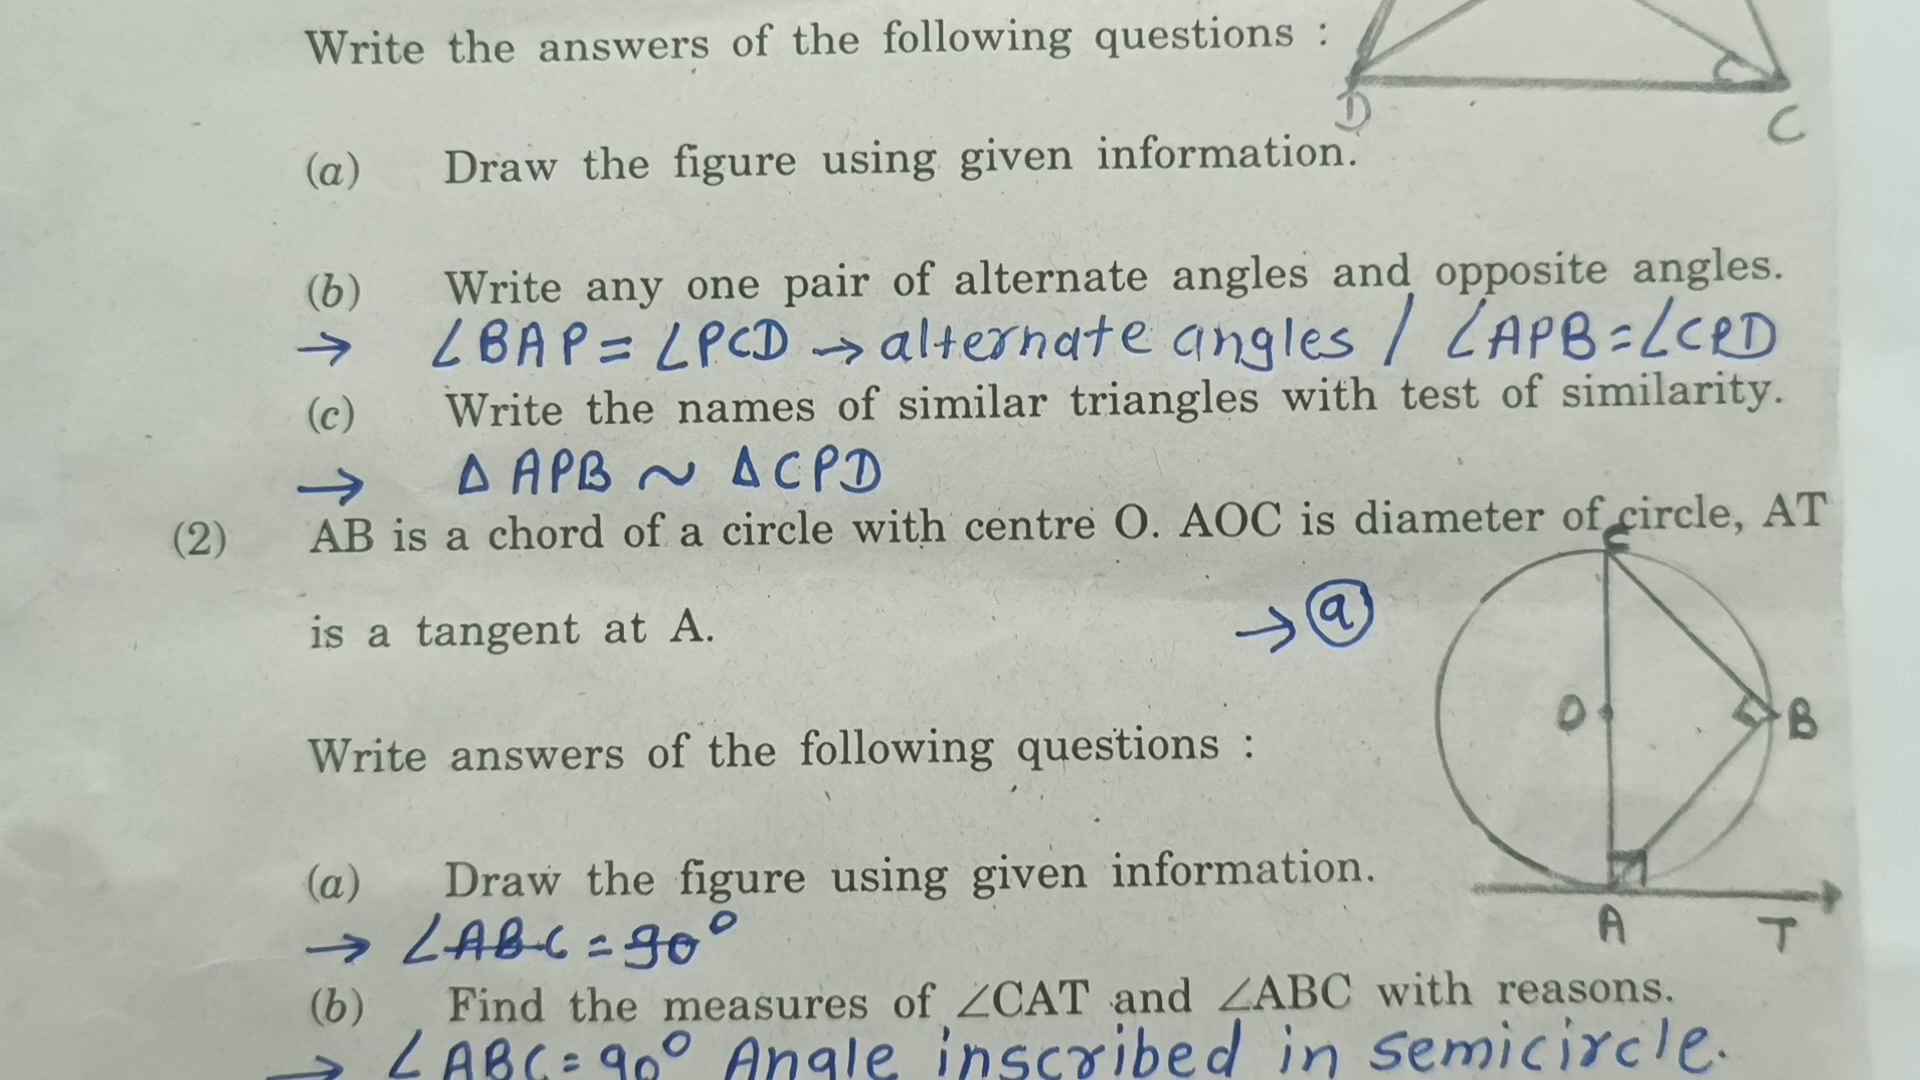 Write the answers of the following questions :
D
C
(a) Draw the figure using given information.
(b) Write any one pair of alternate angles and opposite angles.
→ ∠BAP = ∠PCD → alternate angles / ∠APB = ∠CPD
(c) Write the names of similar triangles with test of similarity.
→ Δ APB ~ Δ CPD
(2) AB is a chord of a circle with centre O. AOC is diameter of circle, AT
C
is a tangent at A.
→ (a)
O
B
Write answers of the following questions :
(a) Draw the figure using given information.
A
T
→ ∠ABC = 90°
(b) Find the measures of ∠CAT and ∠ABC with reasons.
→ ∠ABC = 90° Angle inscribed in semicircle.